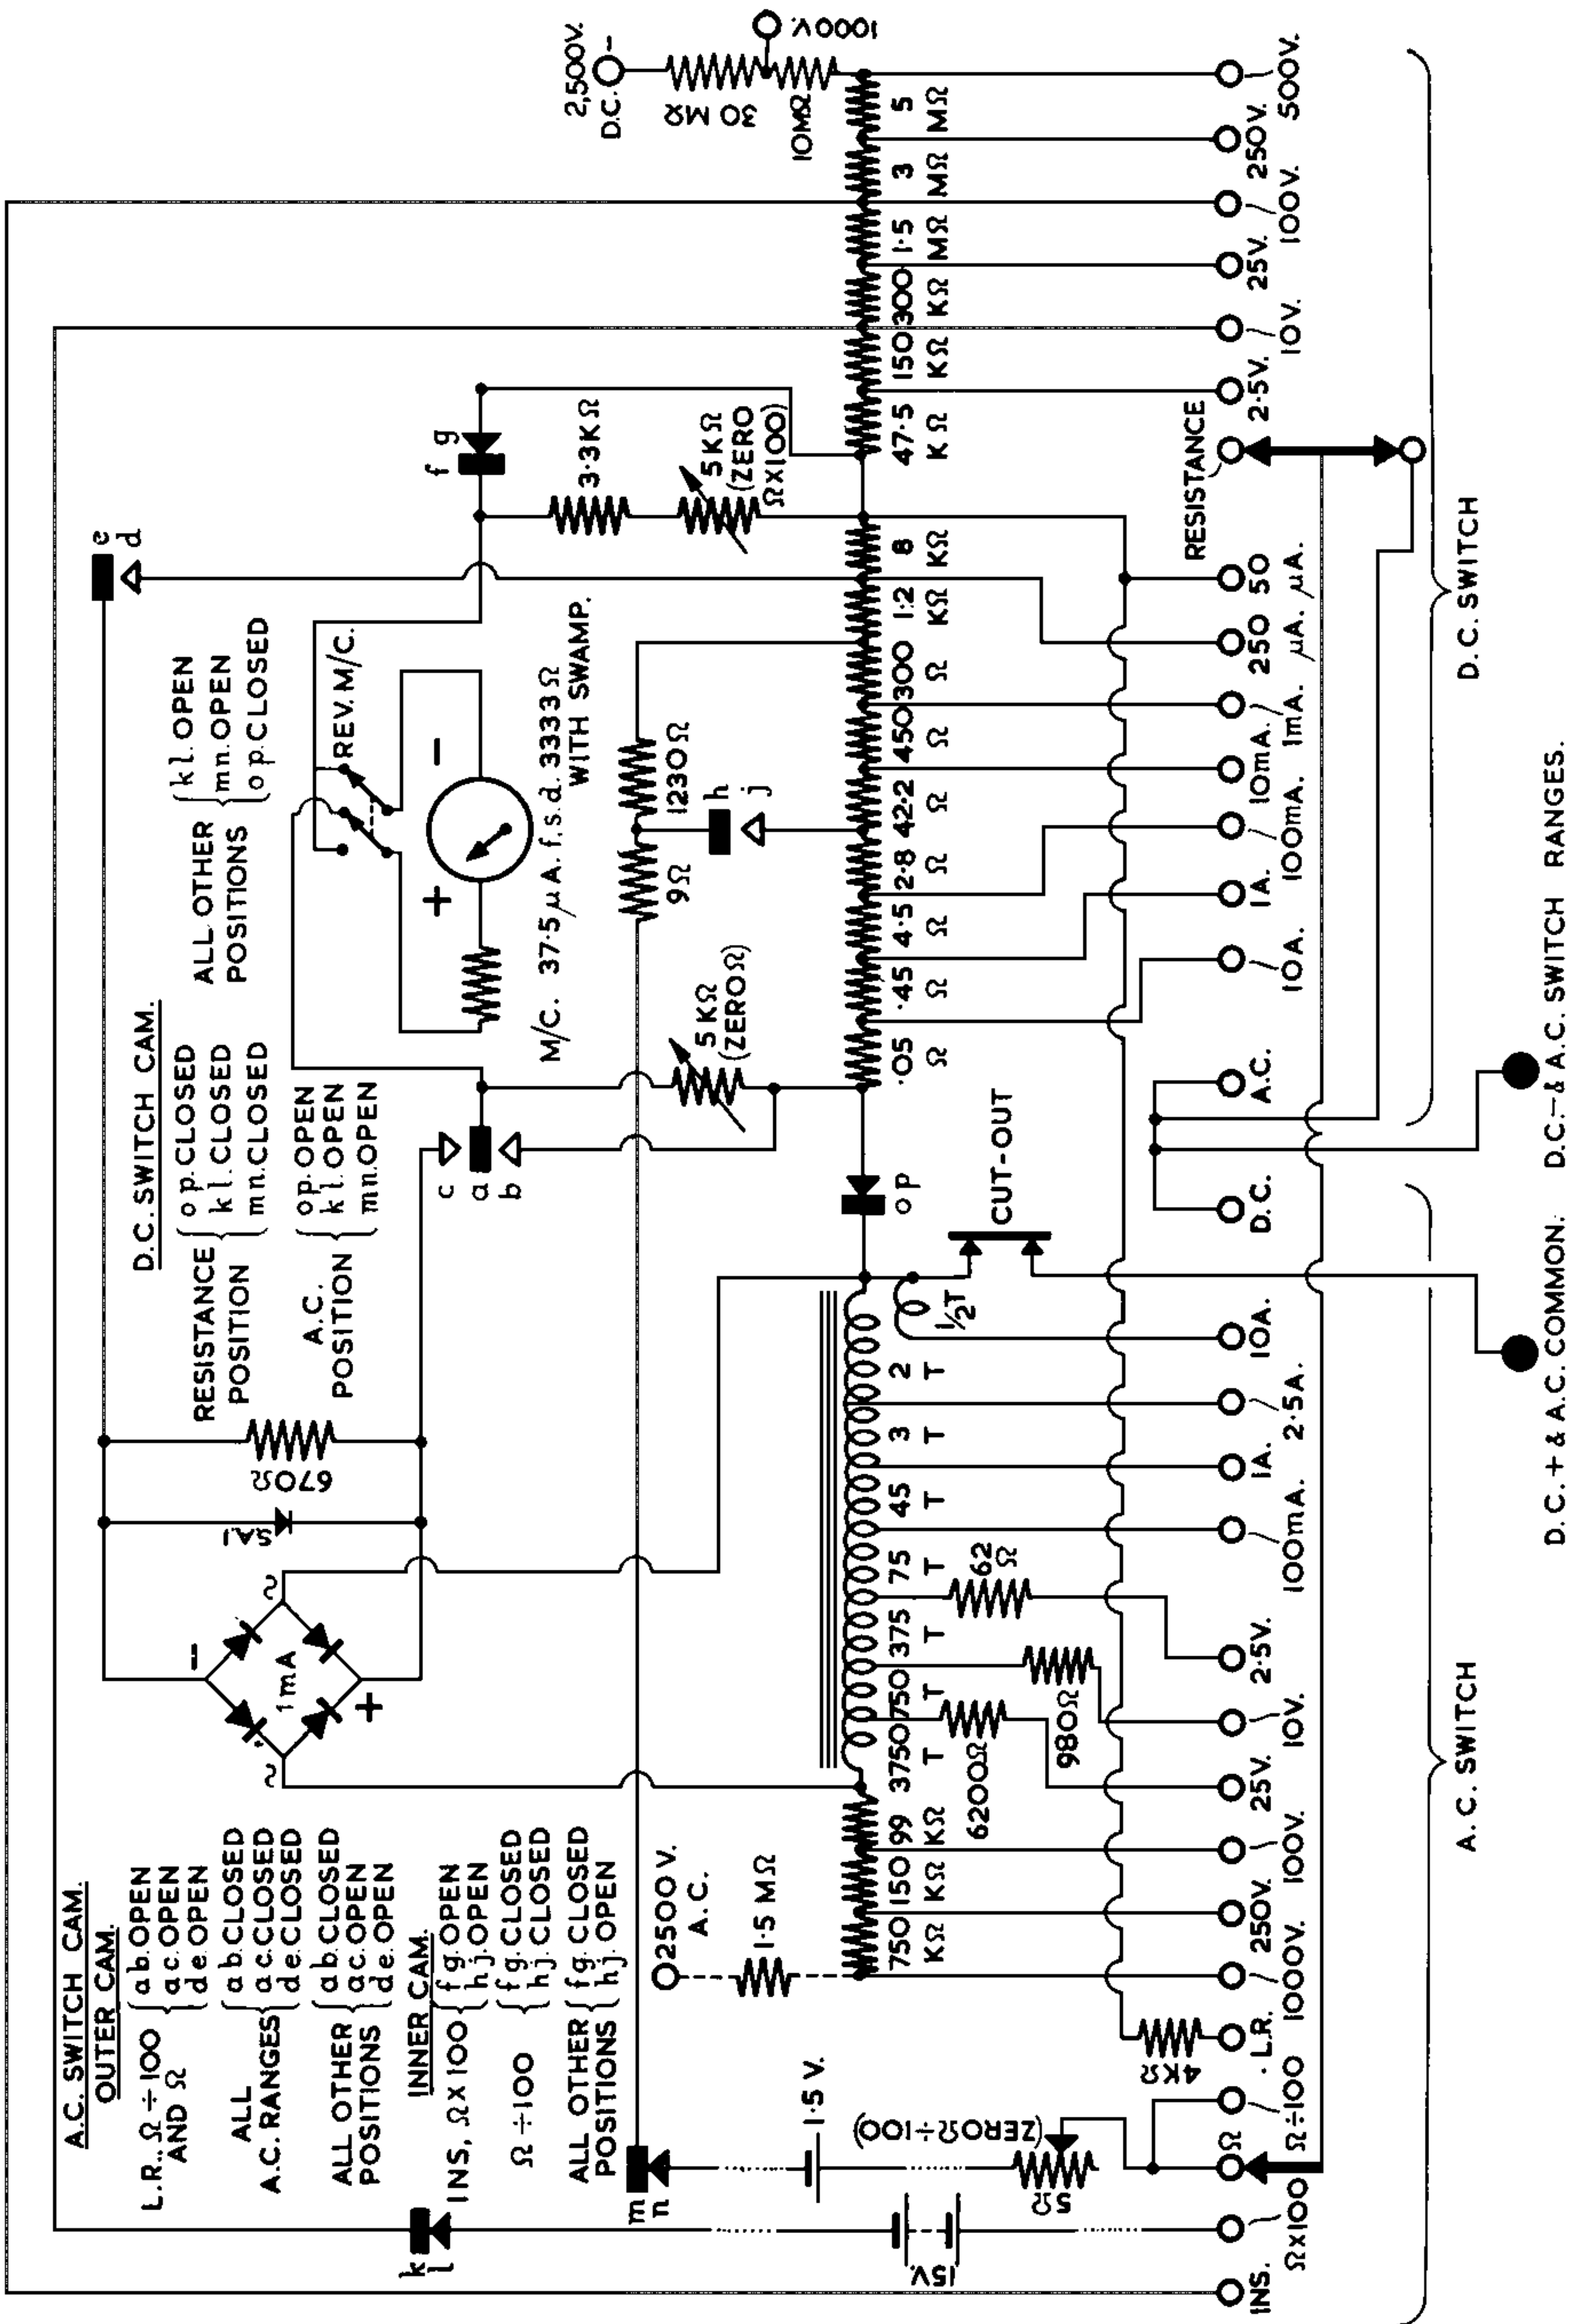 A.C. SWITCH CAM.
OUTER CAM.
L.R., Ω÷100
AND Ω
ab. OPEN
ac. OPEN
de. OPEN
ALL
A.C. RANGES
ab. CLOSED
ac. CLOSED
de. CLOSED
ALL OTHER
POSITIONS
ab. CLOSED
ac. OPEN
de. OPEN
INNER CAM.
INS, Ω X 100
fg. OPEN
hj. OPEN
Ω÷100
fg. CLOSED
hj. CLOSED
ALL OTHER
POSITIONS
fg. CLOSED
hj. OPEN
D.C. SWITCH CAM.
RESISTANCE
POSITION
op. CLOSED
kl. CLOSED
mn. CLOSED
A.C.
POSITION
op. OPEN
kl. OPEN
mn. OPEN
ALL OTHER
POSITIONS
kl. OPEN
mn. OPEN
op. CLOSED
∼
−
1 mA
+
∼
SA.1
670Ω
e
d
c
a
b
REV. M/C.
+
−
M/C. 37·5 μA. f.s.d. 3333 Ω
WITH SWAMP.
f g
3·3KΩ
5KΩ
(ZERO
ΩX100)
5KΩ
(ZERO Ω)
9Ω
1230Ω
h
j
k
l
m
n
15V.
1·5 V.
5Ω
(ZERO Ω÷100)
4KΩ
2500 V.
A.C.
1·5 MΩ
750 KΩ
150 KΩ
99 KΩ
3750 T
750 T
375 T
75 T
45 T
3 T
2 T
½T
6200Ω
980Ω
62 Ω
o p
CUT-OUT
·05 Ω
·45 Ω
4·5 Ω
2·8 Ω
42·2 Ω
450 Ω
300 Ω
1·2 KΩ
8 KΩ
47·5 KΩ
150 KΩ
300 KΩ
1·5 MΩ
3 MΩ
5 MΩ
10MΩ
30 MΩ
2,500V.
D.C.
−
1000V.
INS.
ΩX100
Ω
Ω÷100
L.R.
1000V.
250V.
100V.
25V.
10V.
2·5V.
100mA.
1A.
2·5A.
10A.
D.C.
A.C.
10A.
1A.
100mA.
10mA.
1mA.
250 μA.
50 μA.
RESISTANCE
2·5V.
10V.
25V.
100V.
250V.
500V.
A.C. SWITCH
D.C. SWITCH
D.C. + & A.C. COMMON.
D.C.− & A.C. SWITCH RANGES.